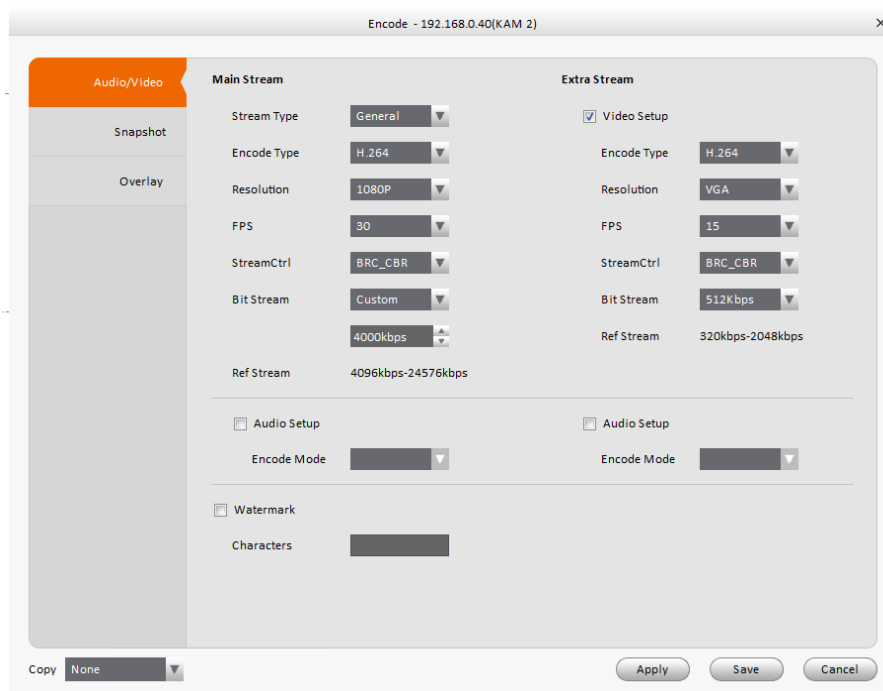 Encode - 192.168.0.40(KAM 2)
Audio/Video
Snapshot
Overlay
Main Stream
Stream Type General
Encode Type H.264
Resolution 1080P
FPS 30
StreamCtrl BRC_CBR
Bit Stream Custom
4000kbps
Ref Stream 4096kbps-24576kbps
Extra Stream
Video Setup
Encode Type H.264
Resolution VGA
FPS 15
StreamCtrl BRC_CBR
Bit Stream 512Kbps
Ref Stream 320kbps-2048kbps
Audio Setup
Encode Mode
Audio Setup
Encode Mode
Watermark
Characters
Copy None
Apply
Save
Cancel